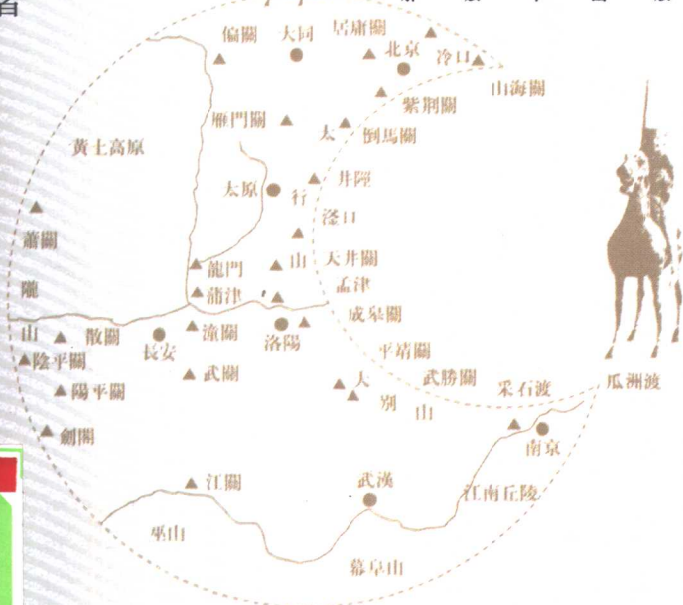 省
偏關
大同
居庸關
北京
冷口
山海關
紫荆關
雁門關
太
倒馬關
黃土高原
太原
行
井陘
滏口
蕭關
龍門
山
天井關
隴
蒲津
孟津
成皋關
山
散關
長安
潼關
洛陽
平靖關
陰平關
武關
大
武勝關
采石渡
瓜洲渡
陽平關
別
山
劍閣
南京
江關
武漢
江南丘陵
巫山
幕阜山